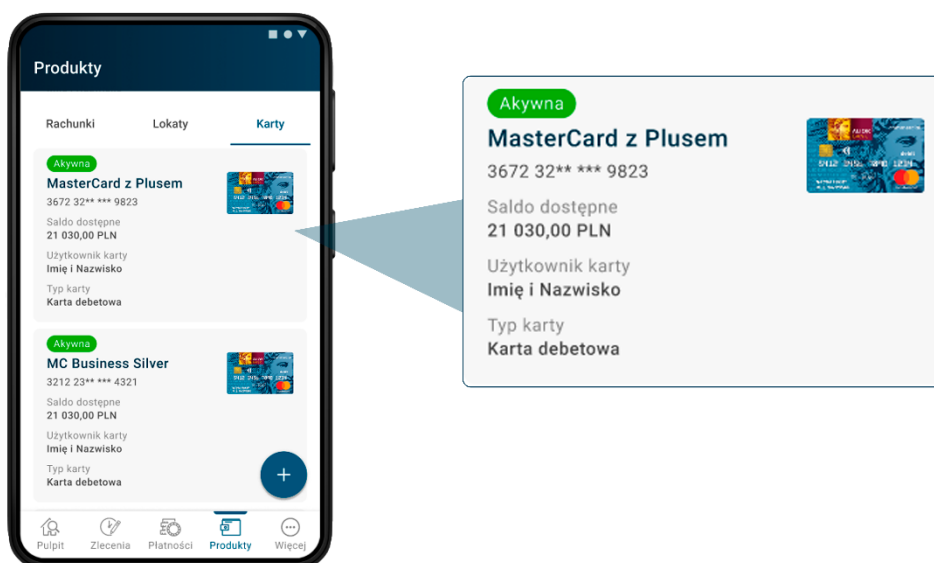 Produkty
Rachunki Lokaty Karty
Akywna
MasterCard z Plusem
3672 32** *** 9823
Saldo dostępne
21 030,00 PLN
Użytkownik karty
Imię i Nazwisko
Typ karty
Karta debetowa
Akywna
MC Business Silver
3212 23** *** 4321
Saldo dostępne
21 030,00 PLN
Użytkownik karty
Imię i Nazwisko
Typ karty
Karta debetowa
+
Pulpit Zlecenia Płatności Produkty Więcej
Akywna
MasterCard z Plusem
3672 32** *** 9823
Saldo dostępne
21 030,00 PLN
Użytkownik karty
Imię i Nazwisko
Typ karty
Karta debetowa